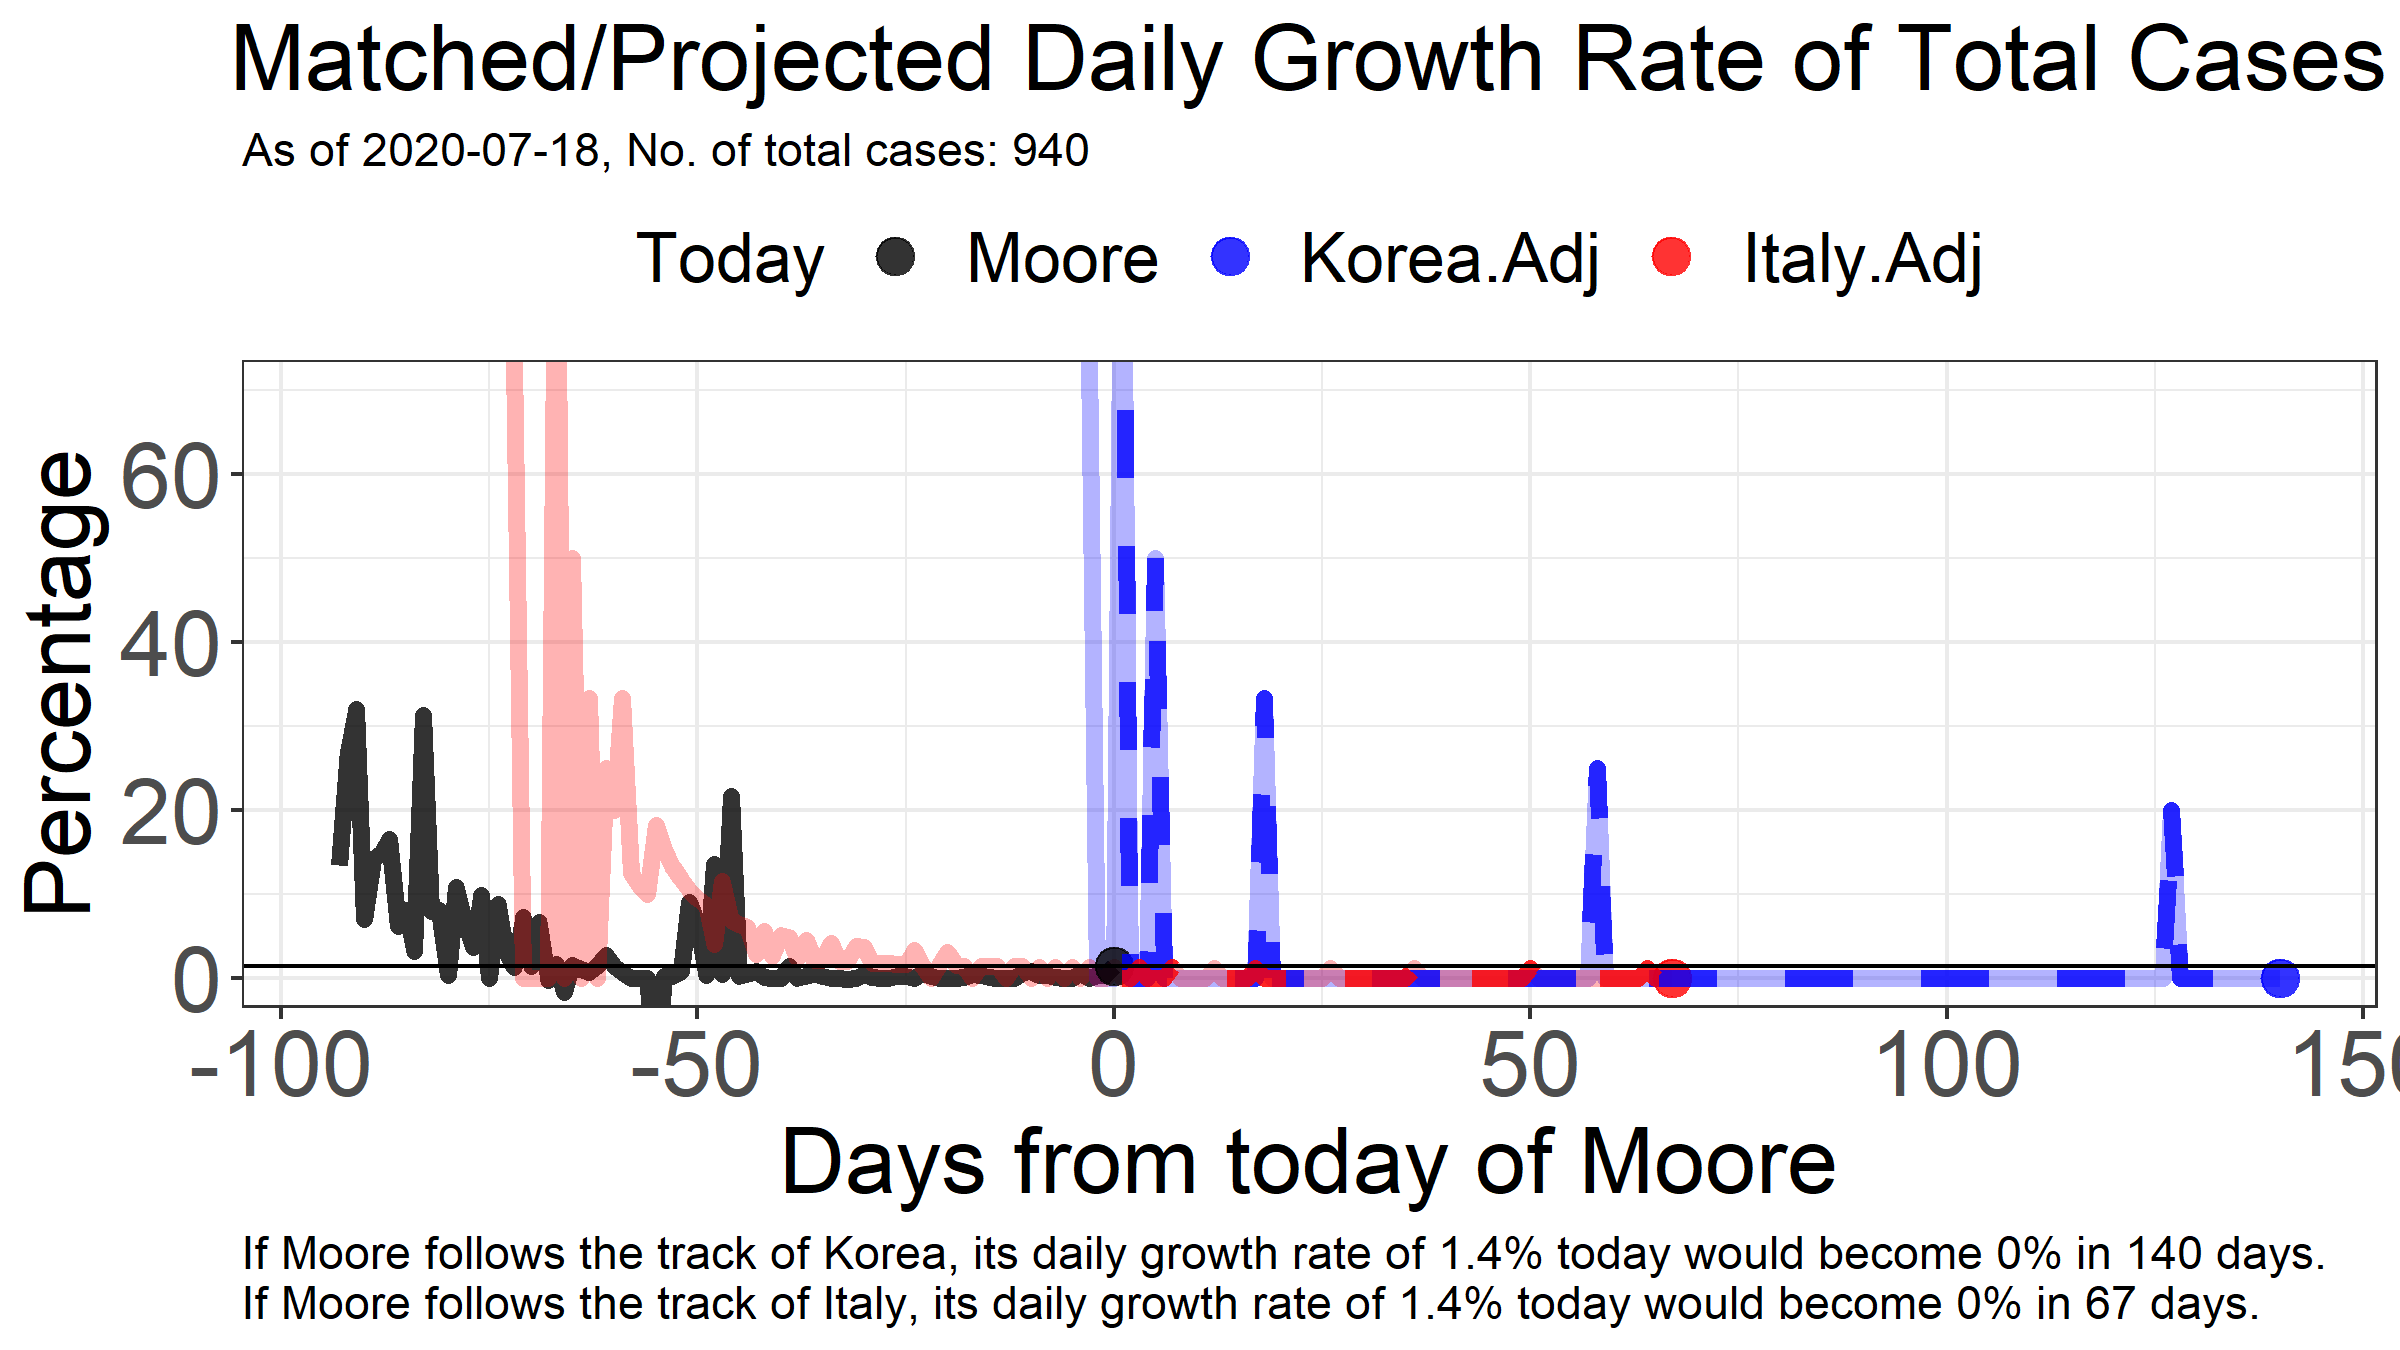 Matched/Projected Daily Growth Rate of Total Cases
As of 2020-07-18, No. of total cases: 940
Today Moore Korea.Adj Italy.Adj
Percentage
60
40
20
0
-100 -50 0 50 100 150
Days from today of Moore
If Moore follows the track of Korea, its daily growth rate of 1.4% today would become 0% in 140 days.
If Moore follows the track of Italy, its daily growth rate of 1.4% today would become 0% in 67 days.